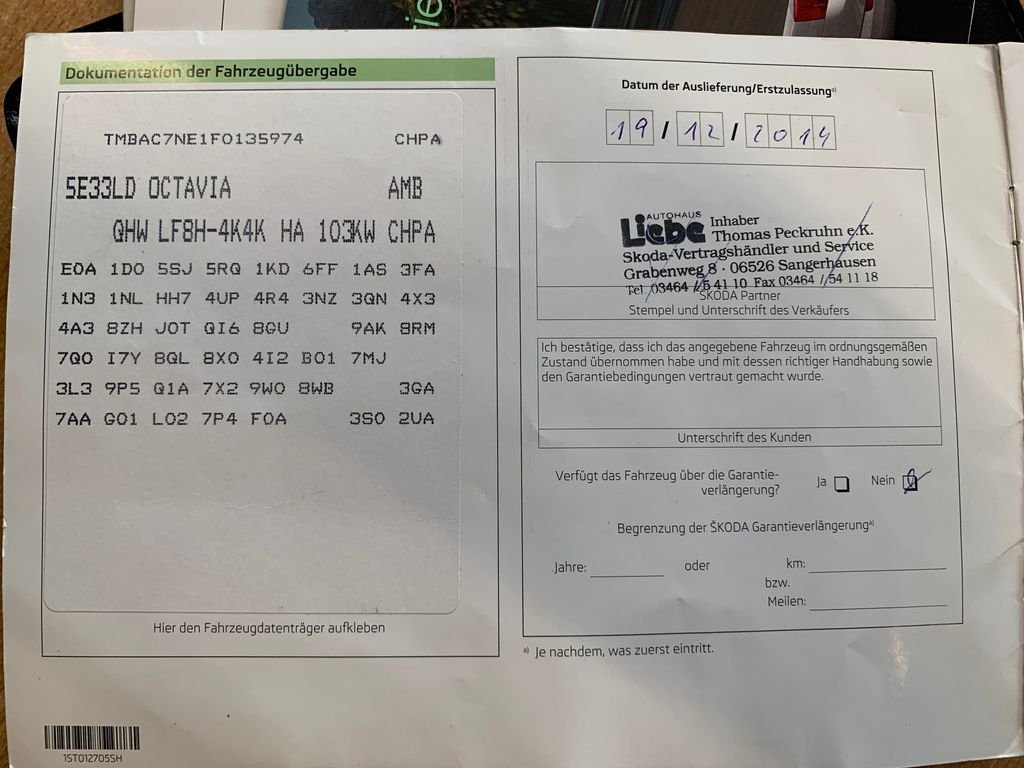 rie
Dokumentation der Fahrzeugübergabe
TMBAC7NE1F0135974 CHPA
5E33LD OCTAVIA AMB
QHW LF8H-4K4K HA 103KW CHPA
E0A 1D0 5SJ 5RQ 1KD 6FF 1AS 3FA
1N3 1NL HH7 4UP 4R4 3NZ 3QN 4X3
4A3 8ZH J0T QI6 8GU 9AK 8RM
7Q0 I7Y 8QL 8X0 4I2 B01 7MJ
3L3 9P5 Q1A 7X2 9W0 8WB 3GA
7AA G01 L02 7P4 F0A 3S0 2UA
Hier den Fahrzeugdatenträger aufkleben
1ST012705SH
Datum der Auslieferung/Erstzulassung a)
19 / 12 / 2014
AUTOHAUS
Liebe Inhaber
Thomas Peckruhn e.K.
Skoda-Vertragshändler und Service
Grabenweg 8 · 06526 Sangerhausen
Tel. 03464 / 5 41 10 Fax 03464 / 54 11 18
ŠKODA Partner
Stempel und Unterschrift des Verkäufers
Ich bestätige, dass ich das angegebene Fahrzeug im ordnungsgemäßen
Zustand übernommen habe und mit dessen richtiger Handhabung sowie
den Garantiebedingungen vertraut gemacht wurde.
Unterschrift des Kunden
Verfügt das Fahrzeug über die Garantie-
verlängerung? Ja Nein
Begrenzung der ŠKODA Garantieverlängerung a)
Jahre: oder km:
bzw.
Meilen:
a) Je nachdem, was zuerst eintritt.